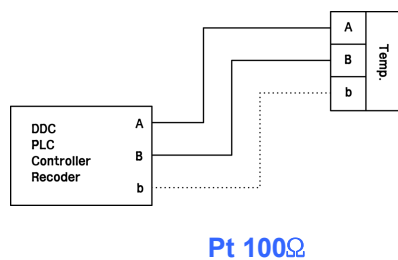 A
B
b
Temp.
DDC
PLC
Controller
Recoder
A
B
b
Pt 100Ω